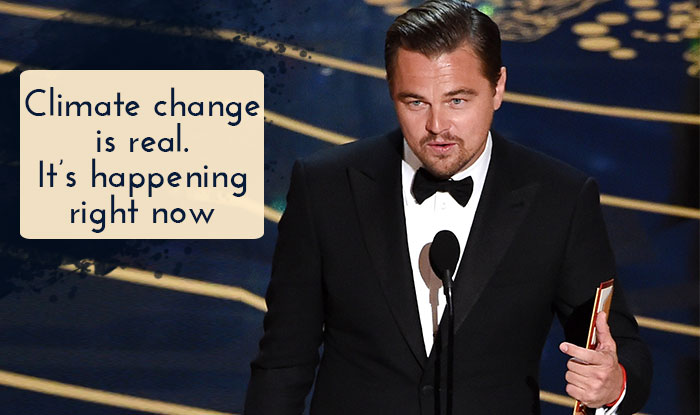 Climate change
is real.
It's happening
right now